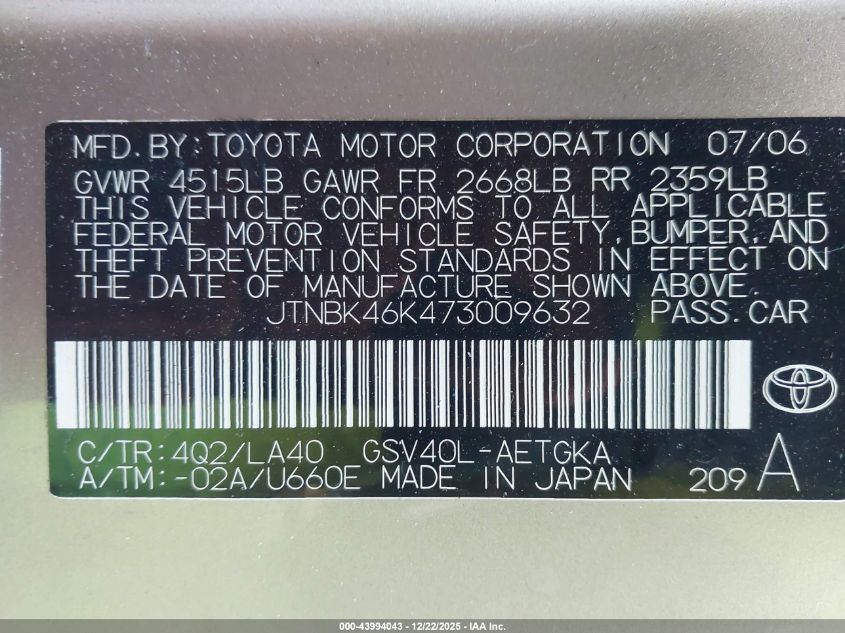 MFD. BY: TOYOTA MOTOR CORPORATION 07/06
GVWR 4515LB GAWR FR 2668LB RR 2359LB
THIS VEHICLE CONFORMS TO ALL APPLICABLE
FEDERAL MOTOR VEHICLE SAFETY, BUMPER, AND
THEFT PREVENTION STANDARDS IN EFFECT ON
THE DATE OF MANUFACTURE SHOWN ABOVE.
JTNBK46K473009632 PASS. CAR
C/TR: 4Q2/LA40 GSV40L-AETGKA
A/TM: -02A/U660E MADE IN JAPAN 209 A
000-43994043 - 12/22/2025 - IAA Inc.